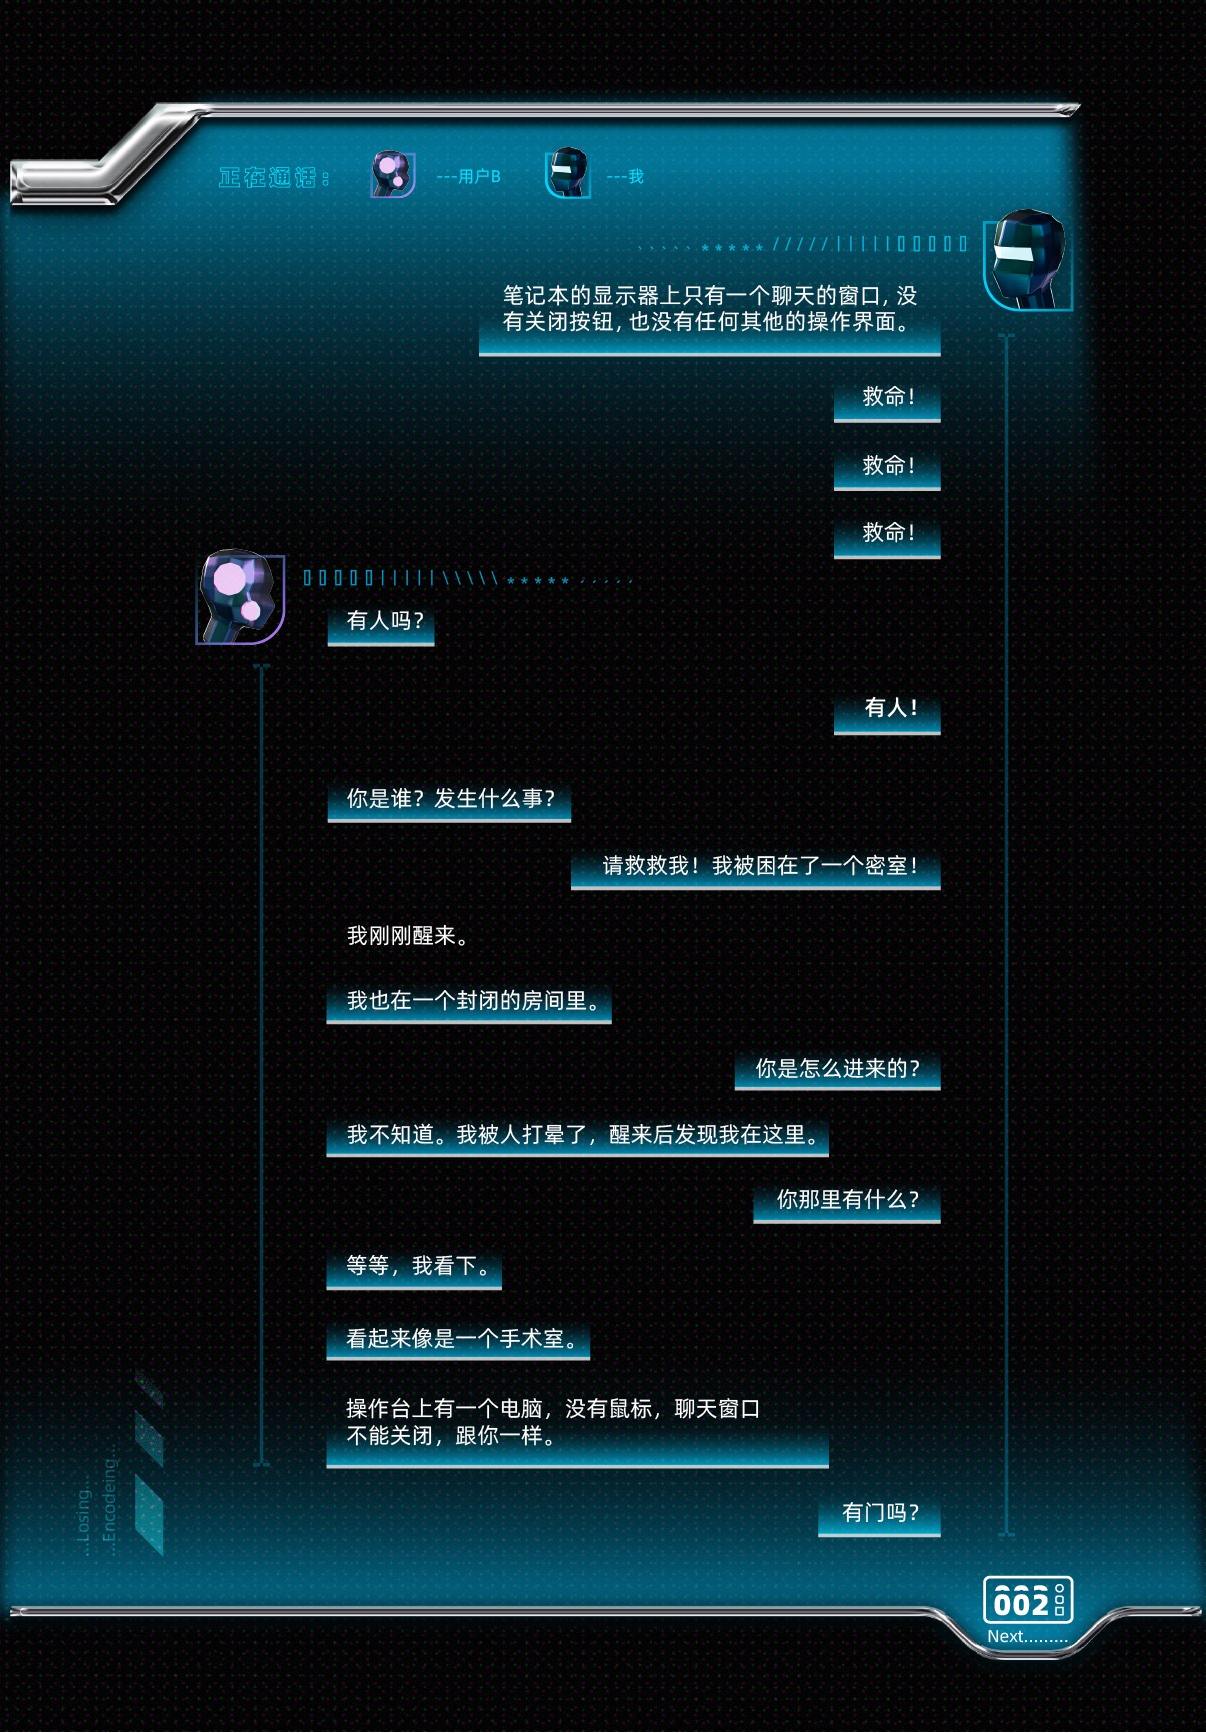 正在通话：
---用户B
---我
笔记本的显示器上只有一个聊天的窗口，没
有关闭按钮，也没有任何其他的操作界面。
救命！
救命！
救命！
有人吗？
有人！
你是谁？发生什么事？
请救救我！我被困在了一个密室！
我刚刚醒来。
我也在一个封闭的房间里。
你是怎么进来的？
我不知道。我被人打晕了，醒来后发现我在这里。
你那里有什么？
等等，我看下。
看起来像是一个手术室。
操作台上有一个电脑，没有鼠标，聊天窗口
不能关闭，跟你一样。
有门吗？
...Losing...
...Encodeing...
002
Next.........